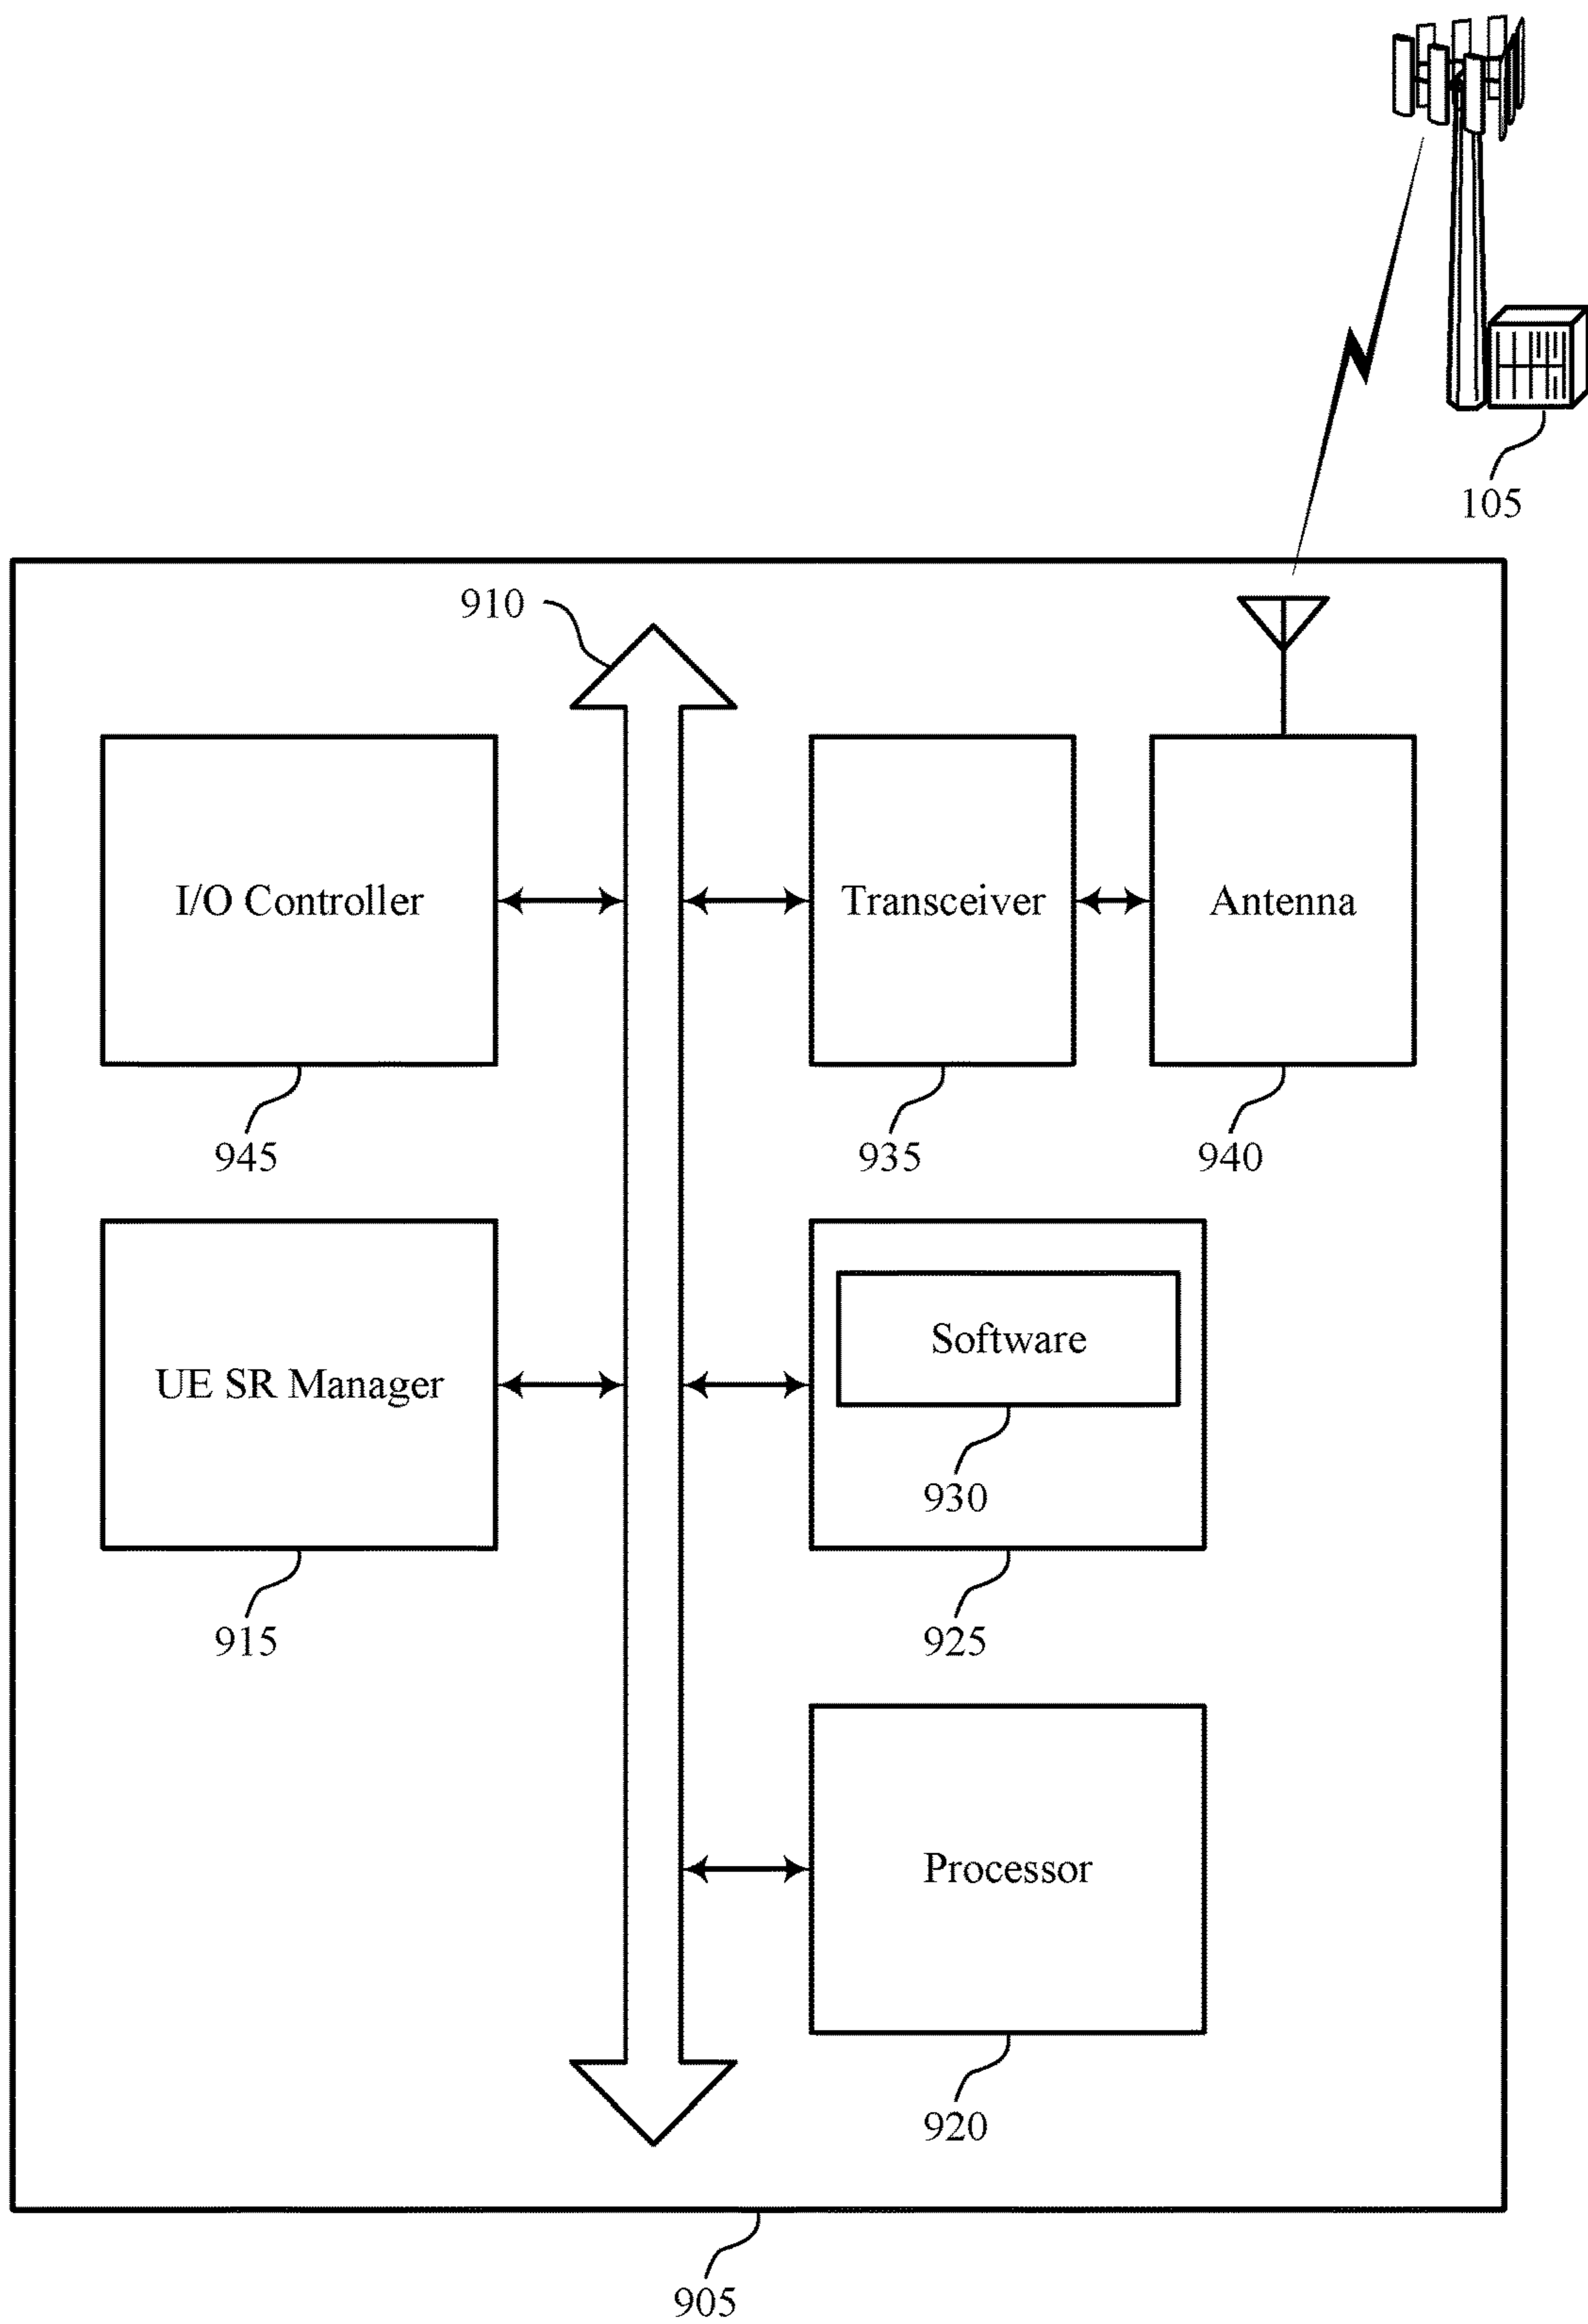 105
910
I/O Controller
Transceiver
Antenna
945
935
940
UE SR Manager
Software
930
915
925
Processor
920
905